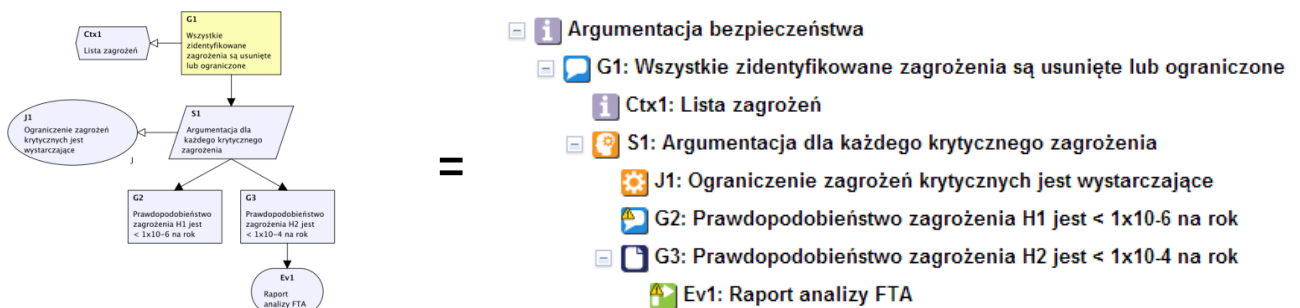 G1
Wszystkie
zidentyfikowane
zagrożenia są usunięte
lub ograniczone
Ctx1
Lista zagrożeń
S1
Argumentacja dla
każdego krytycznego
zagrożenia
J1
Ograniczenie zagrożeń
krytycznych jest
wystarczające
J
G2
Prawdopodobieństwo
zagrożenia H1 jest
< 1x10-6 na rok
G3
Prawdopodobieństwo
zagrożenia H2 jest
< 1x10-4 na rok
Ev1
Raport
analizy FTA
=
Argumentacja bezpieczeństwa
G1: Wszystkie zidentyfikowane zagrożenia są usunięte lub ograniczone
Ctx1: Lista zagrożeń
S1: Argumentacja dla każdego krytycznego zagrożenia
J1: Ograniczenie zagrożeń krytycznych jest wystarczające
G2: Prawdopodobieństwo zagrożenia H1 jest < 1x10-6 na rok
G3: Prawdopodobieństwo zagrożenia H2 jest < 1x10-4 na rok
Ev1: Raport analizy FTA